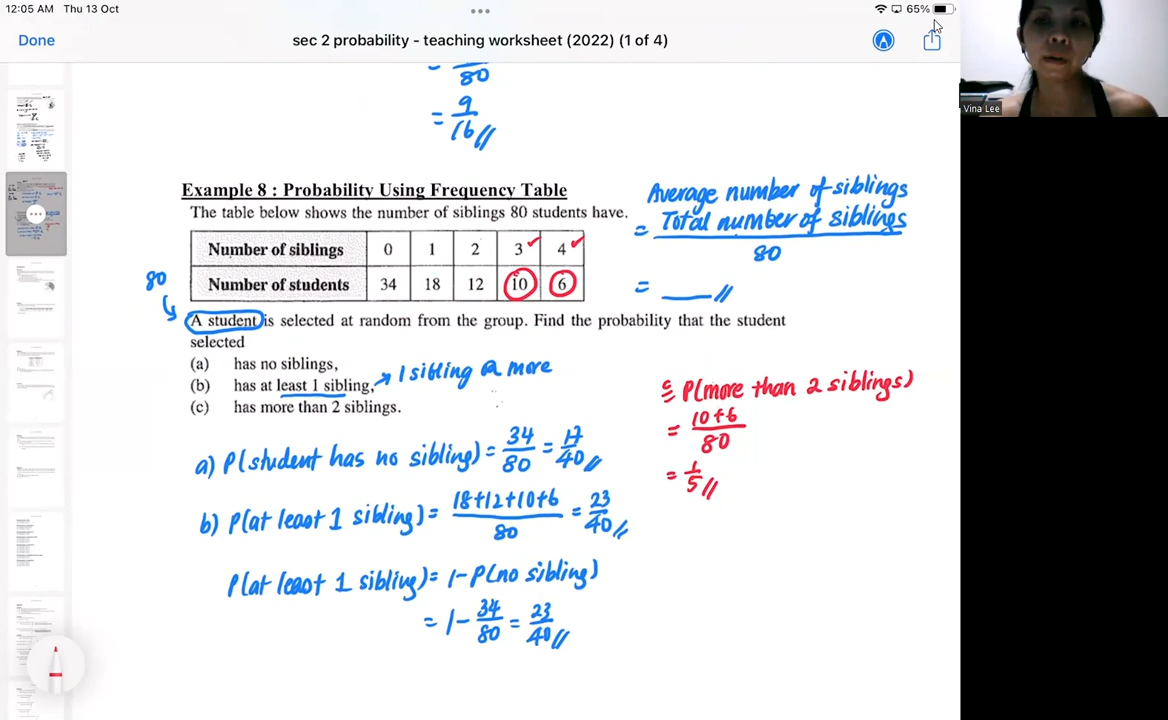 12:05 AM Thu 13 Oct
65%
Done
sec 2 probability - teaching worksheet (2022) (1 of 4)
80
= 9/16 //
Example 8 : Probability Using Frequency Table
The table below shows the number of siblings 80 students have.
Number of siblings 0 1 2 3 4
Number of students 34 18 12 10 6
80
A student is selected at random from the group. Find the probability that the student
selected
(a) has no siblings,
(b) has at least 1 sibling, → 1 sibling or more
(c) has more than 2 siblings.
a) P(student has no sibling) = 34/80 = 17/40 //
b) P(at least 1 sibling) = 18+12+10+6/80 = 23/40 //
P(at least 1 sibling) = 1 - P(no sibling)
= 1 - 34/80 = 23/40 //
Average number of siblings
= Total number of siblings
80
= ___ //
P(more than 2 siblings)
= 10+6/80
= 1/5 //
Vina Lee